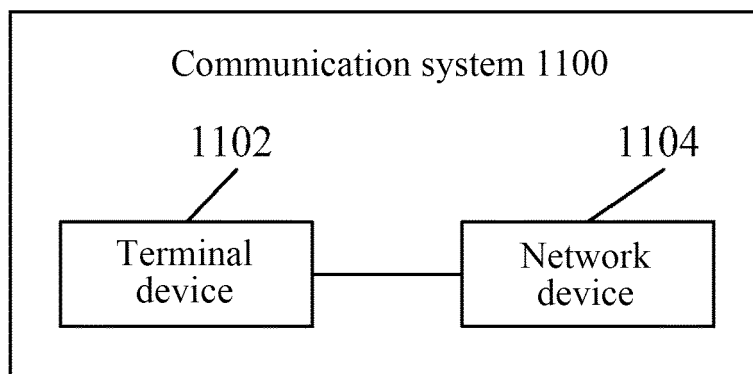 Communication system 1100
1102
1104
Terminal
device
Network
device